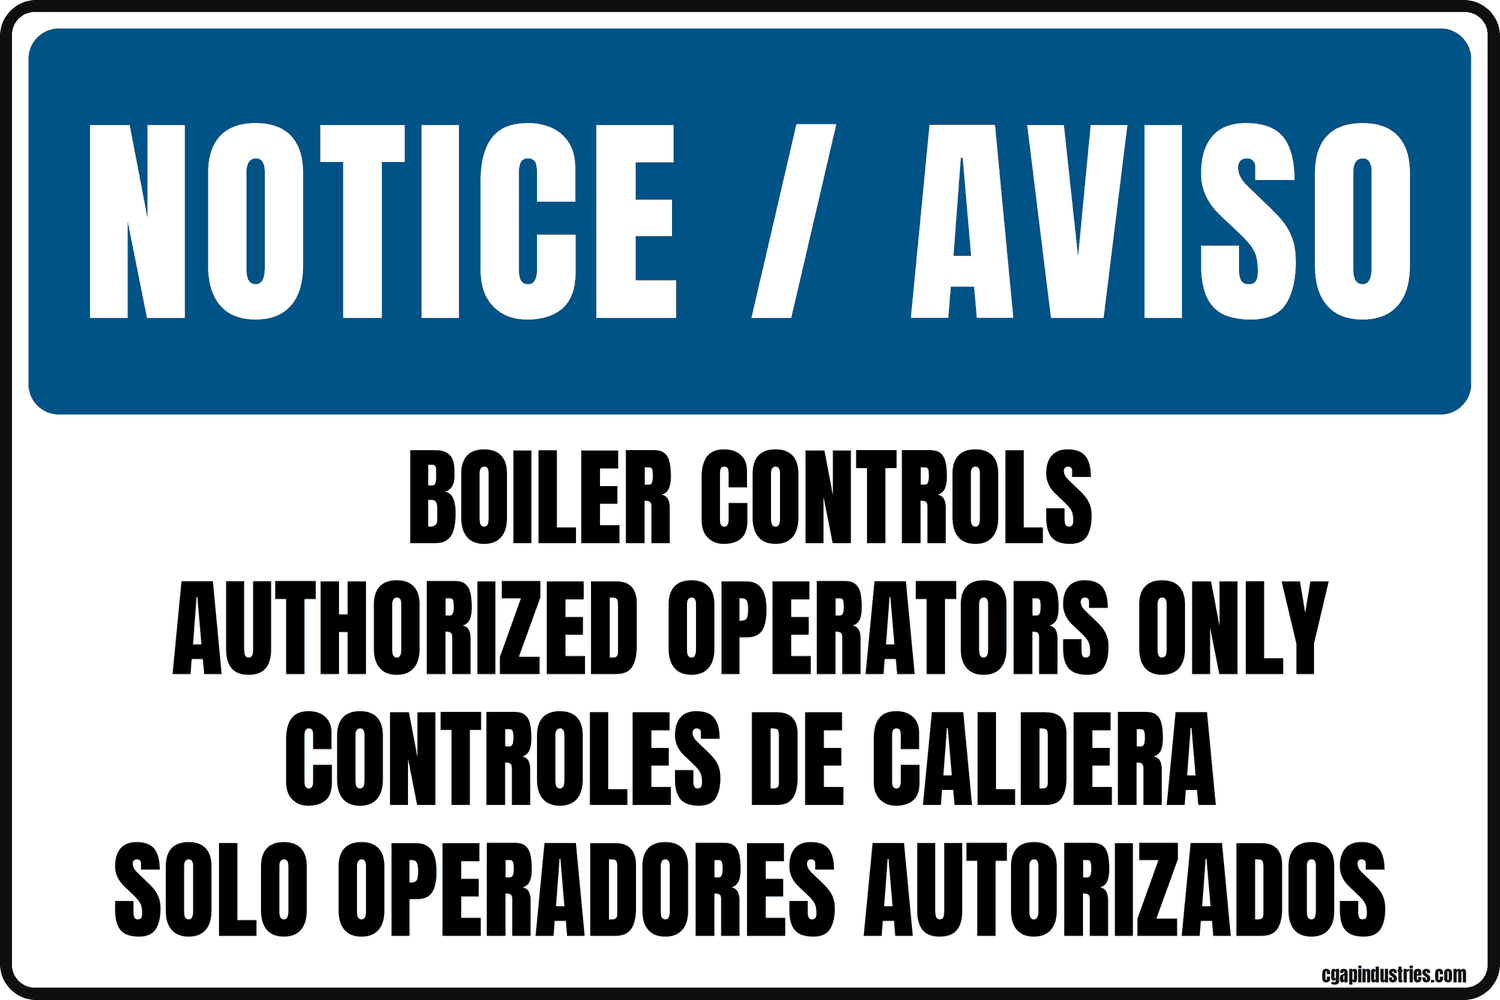 NOTICE / AVISO
BOILER CONTROLS
AUTHORIZED OPERATORS ONLY
CONTROLES DE CALDERA
SOLO OPERADORES AUTORIZADOS
cgapindustries.com